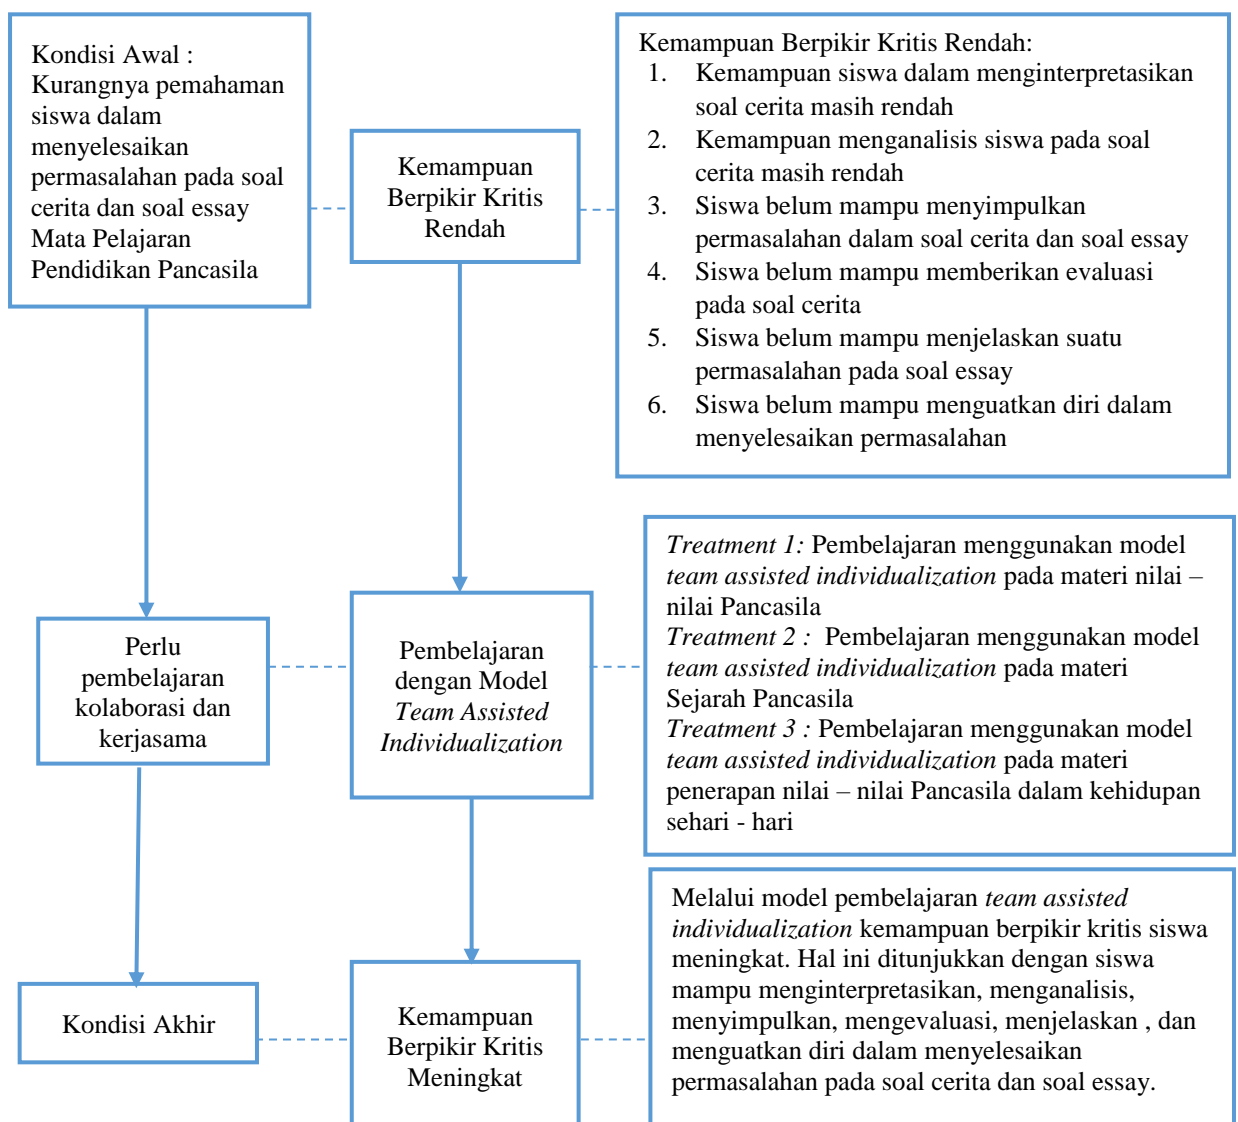 Kondisi Awal :
Kurangnya pemahaman
siswa dalam
menyelesaikan
permasalahan pada soal
cerita dan soal essay
Mata Pelajaran
Pendidikan Pancasila
Kemampuan
Berpikir Kritis
Rendah
Kemampuan Berpikir Kritis Rendah:
1. Kemampuan siswa dalam menginterpretasikan
soal cerita masih rendah
2. Kemampuan menganalisis siswa pada soal
cerita masih rendah
3. Siswa belum mampu menyimpulkan
permasalahan dalam soal cerita dan soal essay
4. Siswa belum mampu memberikan evaluasi
pada soal cerita
5. Siswa belum mampu menjelaskan suatu
permasalahan pada soal essay
6. Siswa belum mampu menguatkan diri dalam
menyelesaikan permasalahan
Perlu
pembelajaran
kolaborasi dan
kerjasama
Pembelajaran
dengan Model
Team Assisted
Individualization
Treatment 1: Pembelajaran menggunakan model
team assisted individualization pada materi nilai –
nilai Pancasila
Treatment 2 : Pembelajaran menggunakan model
team assisted individualization pada materi
Sejarah Pancasila
Treatment 3 : Pembelajaran menggunakan model
team assisted individualization pada materi
penerapan nilai – nilai Pancasila dalam kehidupan
sehari - hari
Kondisi Akhir
Kemampuan
Berpikir Kritis
Meningkat
Melalui model pembelajaran team assisted
individualization kemampuan berpikir kritis siswa
meningkat. Hal ini ditunjukkan dengan siswa
mampu menginterpretasikan, menganalisis,
menyimpulkan, mengevaluasi, menjelaskan , dan
menguatkan diri dalam menyelesaikan
permasalahan pada soal cerita dan soal essay.